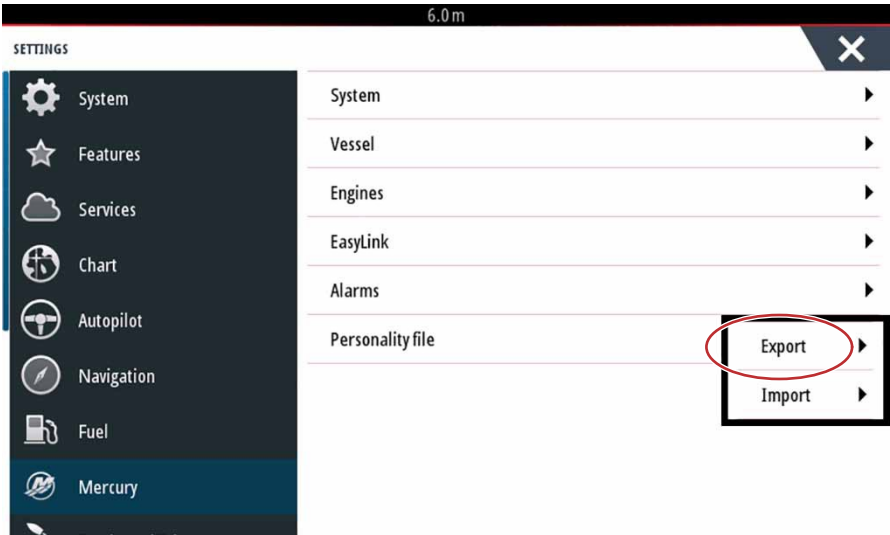 6.0 m
SETTINGS
System
Features
Services
Chart
Autopilot
Navigation
Fuel
Mercury
System
Vessel
Engines
EasyLink
Alarms
Personality file
Export
Import